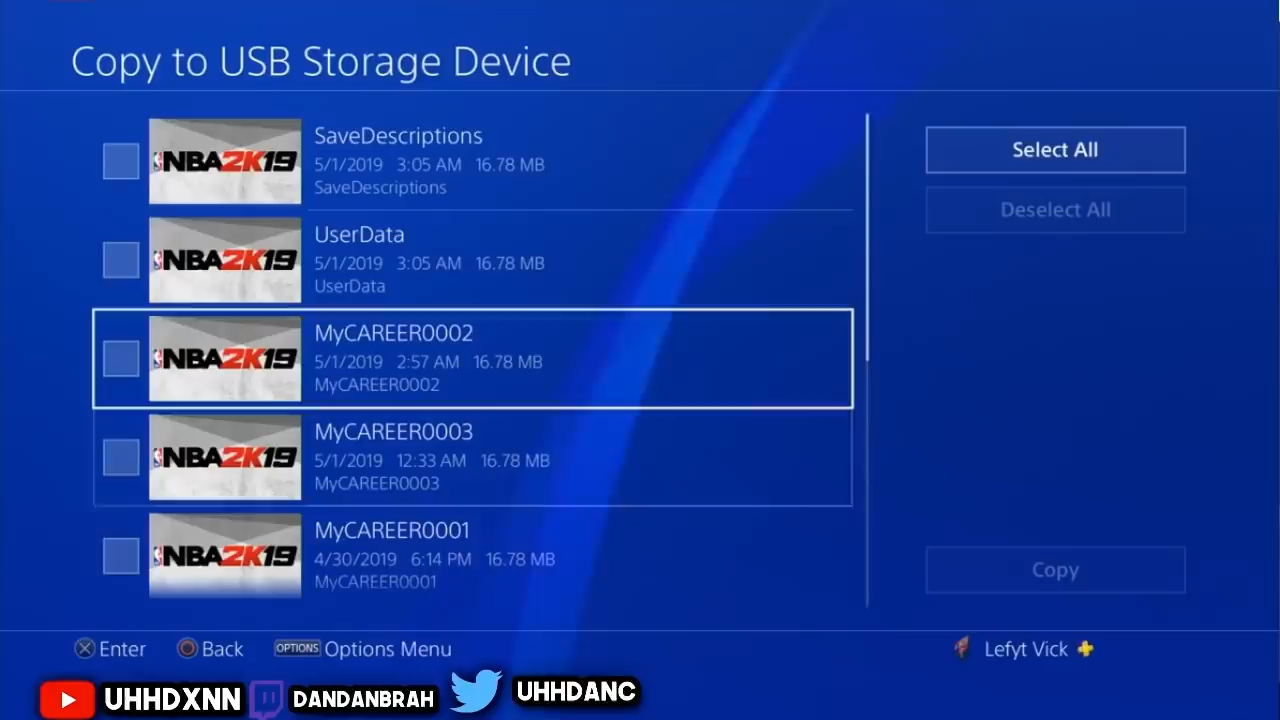 Copy to USB Storage Device
NBA2K19
SaveDescriptions
5/1/2019 3:05 AM 16.78 MB
SaveDescriptions
NBA2K19
UserData
5/1/2019 3:05 AM 16.78 MB
UserData
NBA2K19
MyCAREER0002
5/1/2019 2:57 AM 16.78 MB
MyCAREER0002
NBA2K19
MyCAREER0003
5/1/2019 12:33 AM 16.78 MB
MyCAREER0003
NBA2K19
MyCAREER0001
4/30/2019 6:14 PM 16.78 MB
MyCAREER0001
Select All
Deselect All
Copy
Enter Back OPTIONS Options Menu Lefyt Vick
UHHDXNN DANDANBRAH UHHDANC